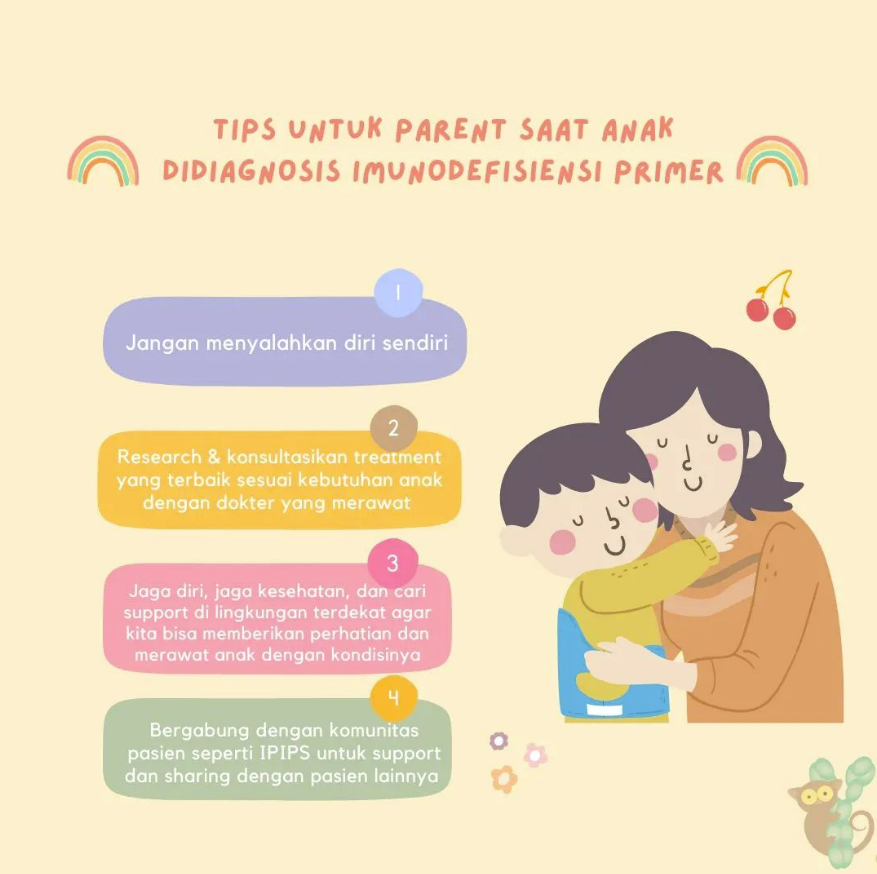 TIPS UNTUK PARENT SAAT ANAK
DIDIAGNOSIS IMUNODEFISIENSI PRIMER
1
Jangan menyalahkan diri sendiri
2
Research & konsultasikan treatment
yang terbaik sesuai kebutuhan anak
dengan dokter yang merawat
3
Jaga diri, jaga kesehatan, dan cari
support di lingkungan terdekat agar
kita bisa memberikan perhatian dan
merawat anak dengan kondisinya
4
Bergabung dengan komunitas
pasien seperti IPIPS untuk support
dan sharing dengan pasien lainnya